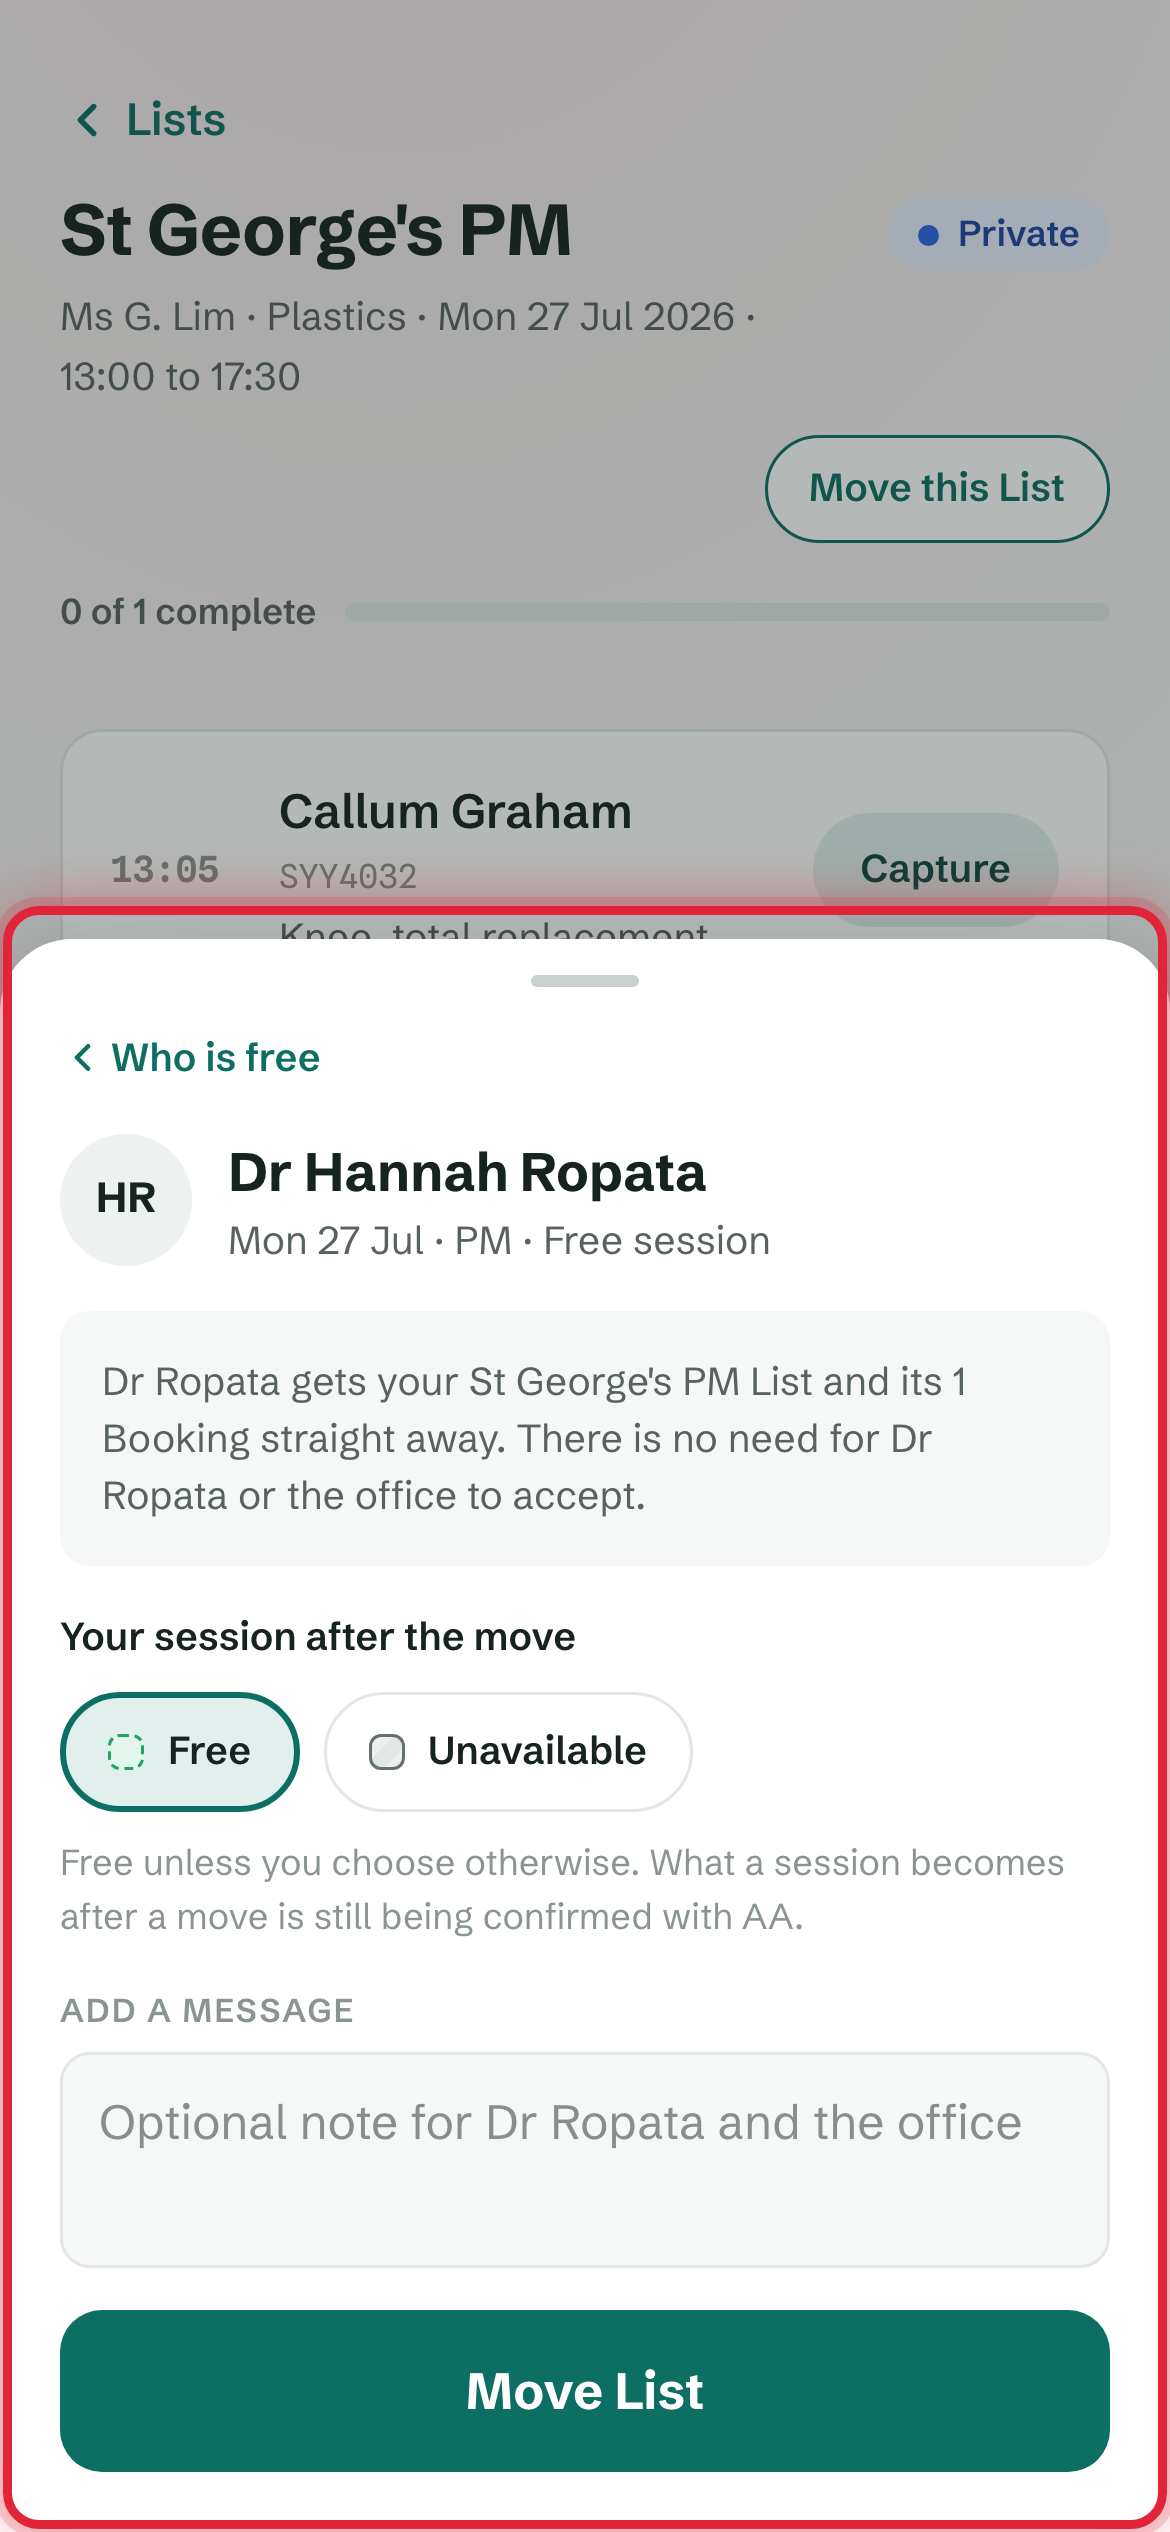 Lists
St George's PM
Private
Ms G. Lim · Plastics · Mon 27 Jul 2026 ·
13:00 to 17:30
Move this List
0 of 1 complete
Callum Graham
13:05
SYY4032
Capture
Knee, total replacement
Who is free
HR
Dr Hannah Ropata
Mon 27 Jul · PM · Free session
Dr Ropata gets your St George's PM List and its 1
Booking straight away. There is no need for Dr
Ropata or the office to accept.
Your session after the move
Free
Unavailable
Free unless you choose otherwise. What a session becomes
after a move is still being confirmed with AA.
ADD A MESSAGE
Optional note for Dr Ropata and the office
Move List